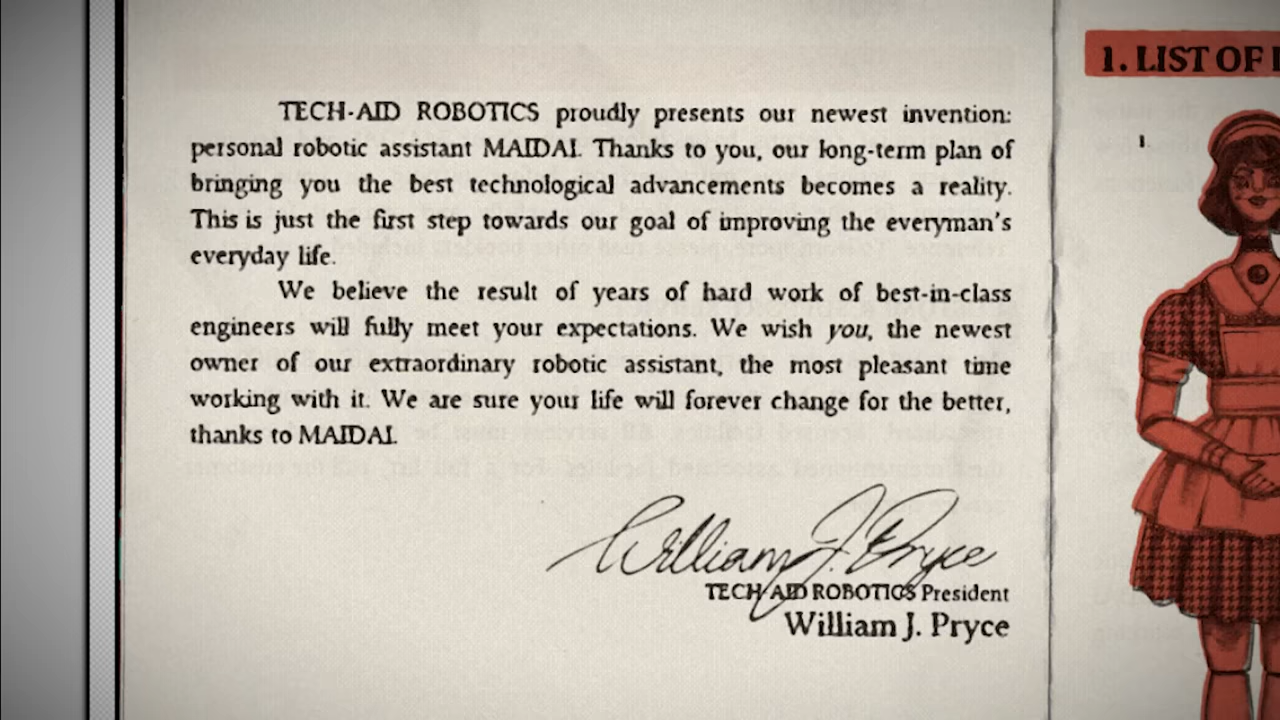 TECH-AID ROBOTICS proudly presents our newest invention:
personal robotic assistant MAIDAI. Thanks to you, our long-term plan of
bringing you the best technological advancements becomes a reality.
This is just the first step towards our goal of improving the everyman's
everyday life.
We believe the result of years of hard work of best-in-class
engineers will fully meet your expectations. We wish you, the newest
owner of our extraordinary robotic assistant, the most pleasant time
working with it. We are sure your life will forever change for the better,
thanks to MAIDAI.
William J. Pryce
TECH-AID ROBOTICS President
William J. Pryce
1. LIST OF
1